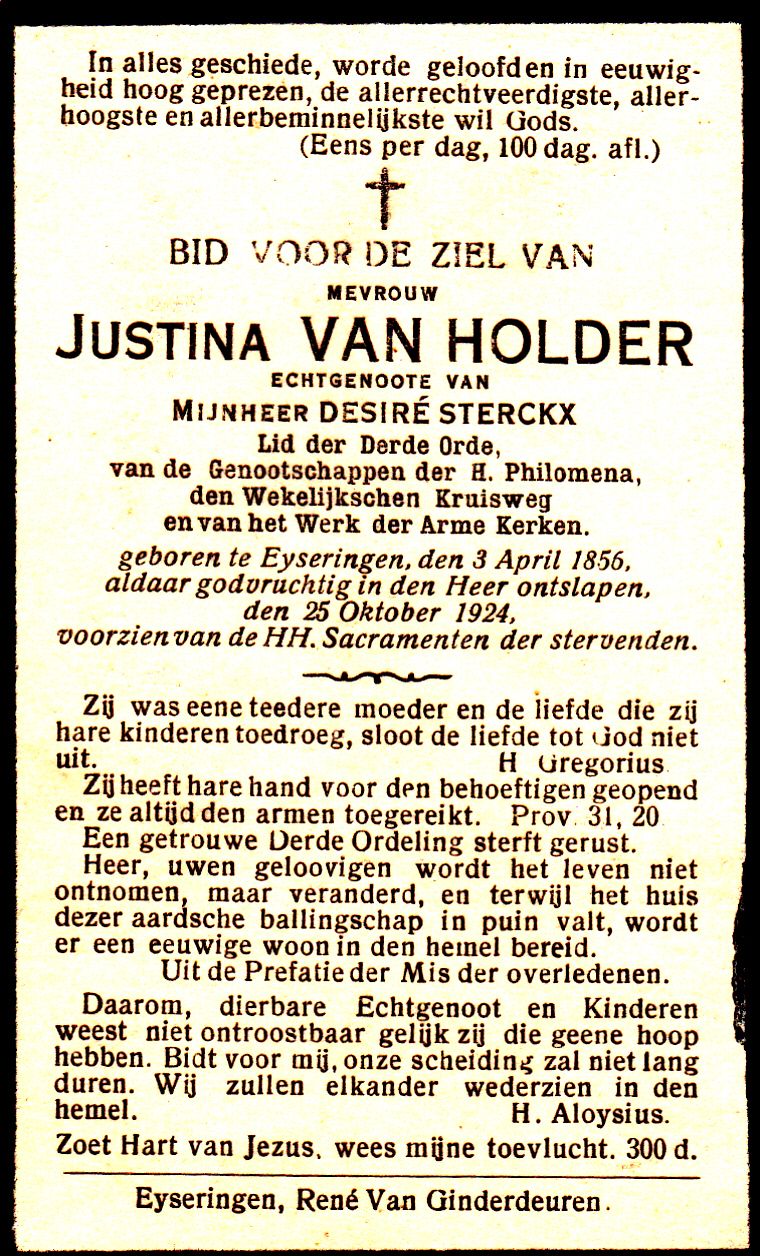 In alles geschiede, worde geloofd en in eeuwig-
heid hoog geprezen, de allerrechtveerdigste, aller-
hoogste en allerbeminnelijkste wil Gods.
(Eens per dag, 100 dag. afl.)
BID VOOR DE ZIEL VAN
MEVROUW
JUSTINA VAN HOLDER
ECHTGENOOTE VAN
MIJNHEER DESIRÉ STERCKX
Lid der Derde Orde,
van de Genootschappen der H. Philomena,
den Wekelijkschen Kruisweg
en van het Werk der Arme Kerken.
geboren te Eyseringen, den 3 April 1856,
aldaar godvruchtig in den Heer ontslapen,
den 25 Oktober 1924,
voorzien van de HH. Sacramenten der stervenden.
Zij was eene teedere moeder en de liefde die zij
hare kinderen toedroeg, sloot de liefde tot God niet
uit. H Gregorius
Zij heeft hare hand voor den behoeftigen geopend
en ze altijd den armen toegereikt. Prov. 31, 20
Een getrouwe Derde Ordeling sterft gerust.
Heer, uwen geloovigen wordt het leven niet
ontnomen, maar veranderd, en terwijl het huis
dezer aardsche ballingschap in puin valt, wordt
er een eeuwige woon in den hemel bereid.
Uit de Prefatie der Mis der overledenen.
Daarom, dierbare Echtgenoot en Kinderen
weest niet ontroostbaar gelijk zij die geene hoop
hebben. Bidt voor mij, onze scheiding zal niet lang
duren. Wij zullen elkander wederzien in den
hemel. H. Aloysius.
Zoet Hart van Jezus, wees mijne toevlucht. 300 d.
Eyseringen, René Van Ginderdeuren.